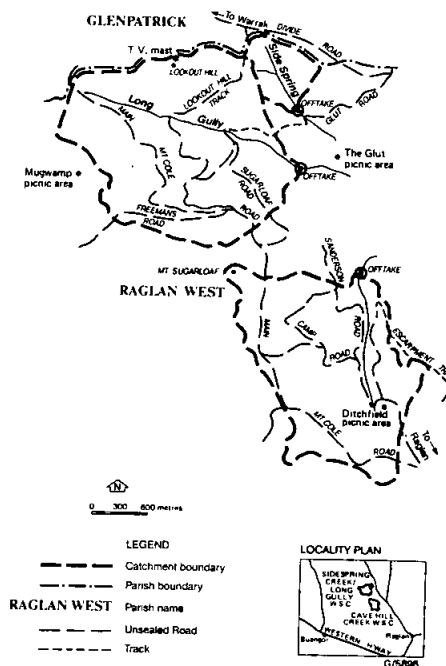 GLENPATRICK
To Warrak
DIVIDE
ROAD
T.V. mast
LOOKOUT HILL
Side Spring
LOOKOUT HILL
TRACK
OFFTAKE
GLUT ROAD
Long
Gully
MAIN
MT COLE
SUGARLOAF
ROAD
OFFTAKE
The Glut
picnic area
Mugwamp
picnic area
FREEMANS
ROAD
ROAD
MT SUGARLOAF
RAGLAN WEST
SANDERSON
ROAD
OFFTAKE
MAIN
CAMP
ROAD
ESCARPMENT
Ditchfield
picnic area
To
Raglan
MT COLE
ROAD
N
0 300 600 metres
LEGEND
Catchment boundary
Parish boundary
RAGLAN WEST Parish name
Unsealed Road
Track
LOCALITY PLAN
SIDESPRING
CREEK/
LONG
GULLY
W.S.C
CAVE HILL
CREEK W.S.C
Raglan
Buangor
WESTERN HWAY
G/5898